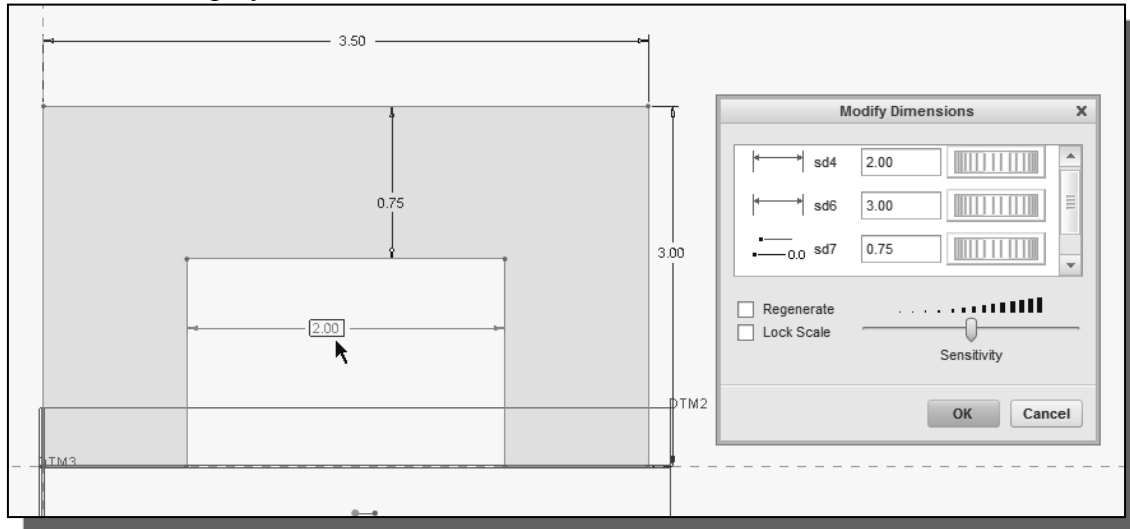 3.50
0.75
3.00
2.00
DTM2
DTM3
Modify Dimensions X
sd4 2.00
sd6 3.00
0.0 sd7 0.75
Regenerate
Lock Scale
Sensitivity
OK Cancel